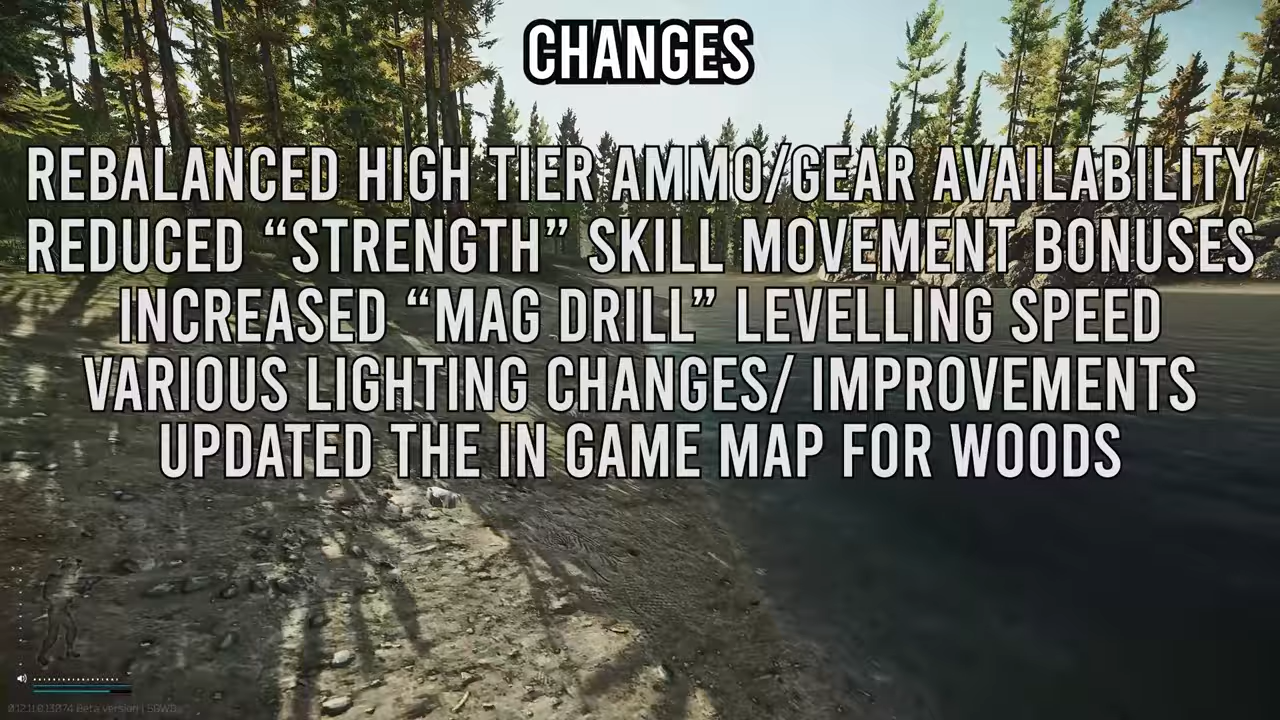 CHANGES
REBALANCED HIGH TIER AMMO/GEAR AVAILABILITY
REDUCED “STRENGTH” SKILL MOVEMENT BONUSES
INCREASED “MAG DRILL” LEVELLING SPEED
VARIOUS LIGHTING CHANGES/ IMPROVEMENTS
UPDATED THE IN GAME MAP FOR WOODS
Beta version